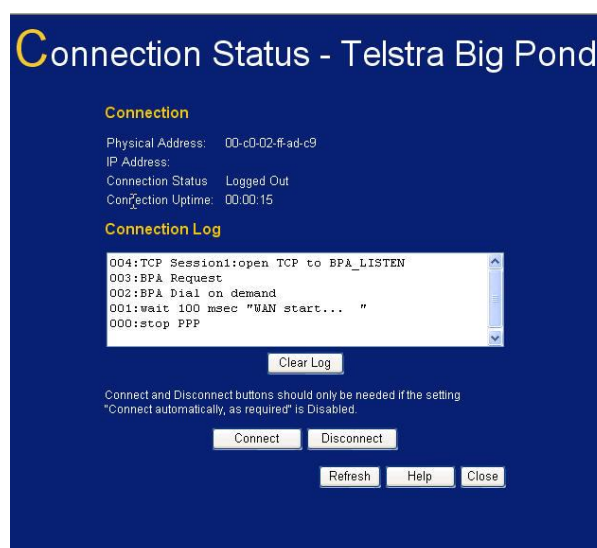 Connection Status - Telstra Big Pond
Connection
Physical Address: 00-c0-02-ff-ad-c9
IP Address:
Connection Status Logged Out
Connection Uptime: 00:00:15
Connection Log
004:TCP Session1:open TCP to BPA_LISTEN
003:BPA Request
002:BPA Dial on demand
001:wait 100 msec "WAN start... "
000:stop PPP
Clear Log
Connect and Disconnect buttons should only be needed if the setting
"Connect automatically, as required" is Disabled.
Connect Disconnect
Refresh Help Close